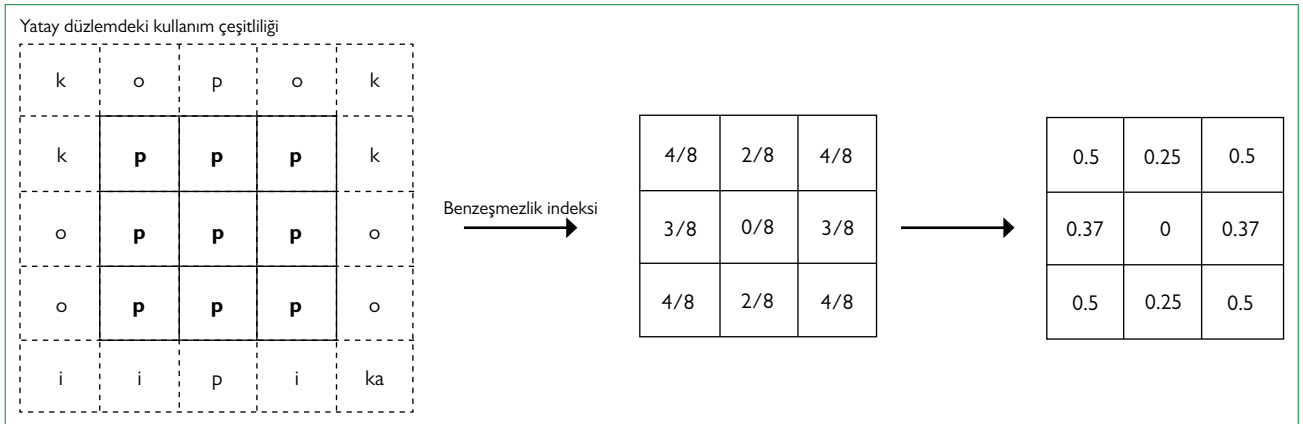 Yatay düzlemdeki kullanım çeşitliliği
k o p o k
k p p p k
o p p p o
o p p p o
i i p i ka
Benzeşmezlik indeksi
4/8 2/8 4/8
3/8 0/8 3/8
4/8 2/8 4/8
0.5 0.25 0.5
0.37 0 0.37
0.5 0.25 0.5